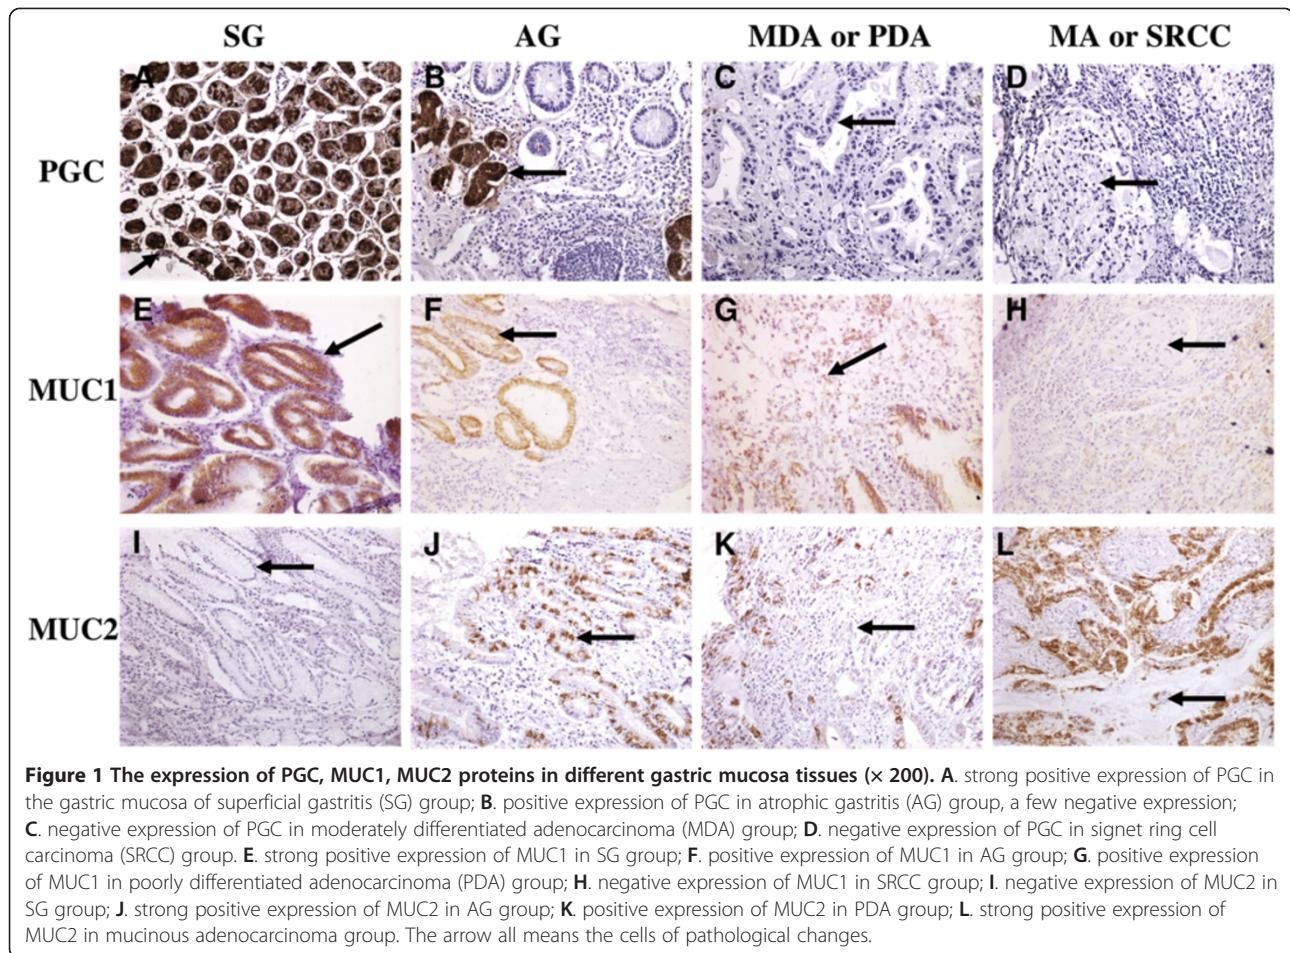 SG AG MDA or PDA MA or SRCC
PGC A B C D
MUC1 E F G H
MUC2 I J K L
Figure 1 The expression of PGC, MUC1, MUC2 proteins in different gastric mucosa tissues (× 200). A. strong positive expression of PGC in
the gastric mucosa of superficial gastritis (SG) group; B. positive expression of PGC in atrophic gastritis (AG) group, a few negative expression;
C. negative expression of PGC in moderately differentiated adenocarcinoma (MDA) group; D. negative expression of PGC in signet ring cell
carcinoma (SRCC) group. E. strong positive expression of MUC1 in SG group; F. positive expression of MUC1 in AG group; G. positive expression
of MUC1 in poorly differentiated adenocarcinoma (PDA) group; H. negative expression of MUC1 in SRCC group; I. negative expression of MUC2 in
SG group; J. strong positive expression of MUC2 in AG group; K. positive expression of MUC2 in PDA group; L. strong positive expression of
MUC2 in mucinous adenocarcinoma group. The arrow all means the cells of pathological changes.